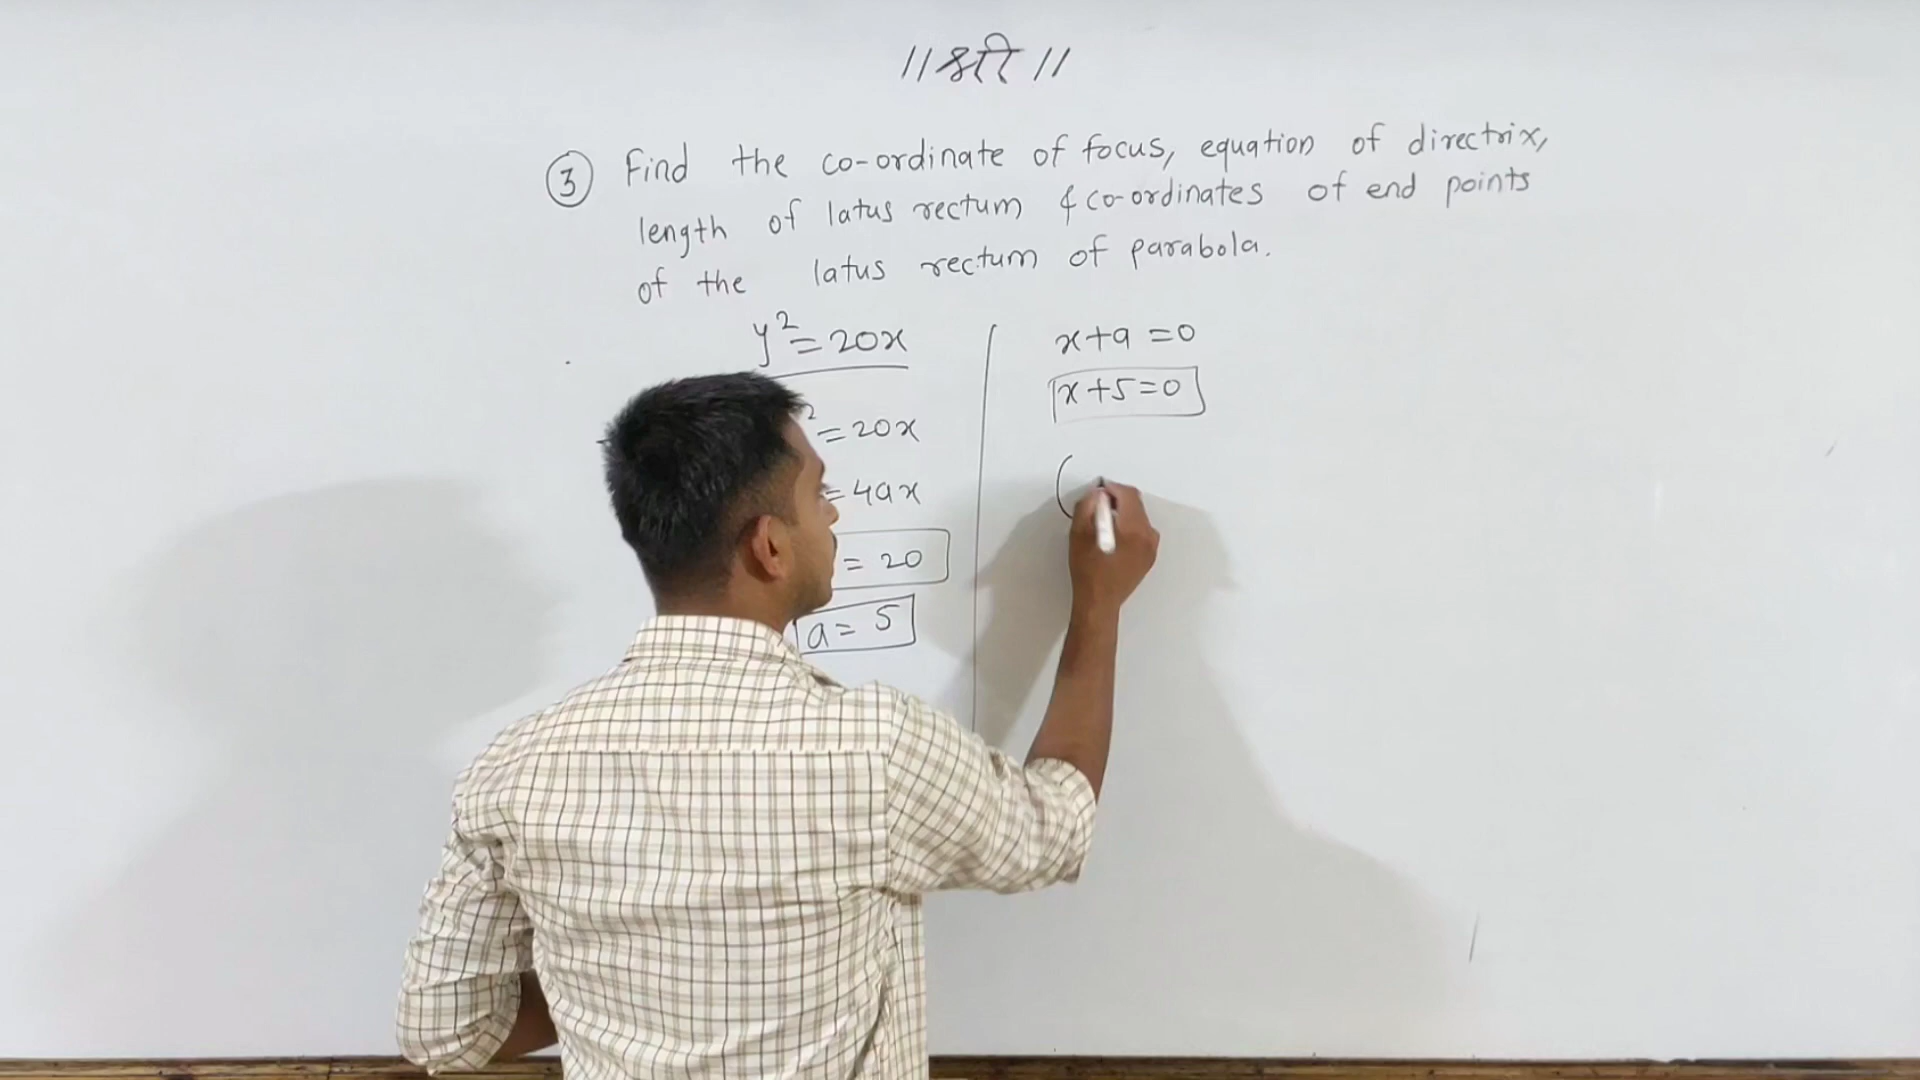 ||श्री||
③ Find the co-ordinate of focus, equation of directrix,
length of latus rectum & co-ordinates of end points
of the latus rectum of parabola.
y²=20x
²=20x
=4ax
= 20
a= 5
x+a=0
x+5=0
(